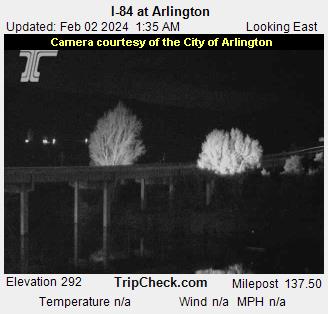 I-84 at Arlington
Updated: Feb 02 2024 1:35 AM Looking East
Camera courtesy of the City of Arlington
Elevation 292 TripCheck.com Milepost 137.50
Temperature n/a Wind n/a MPH n/a